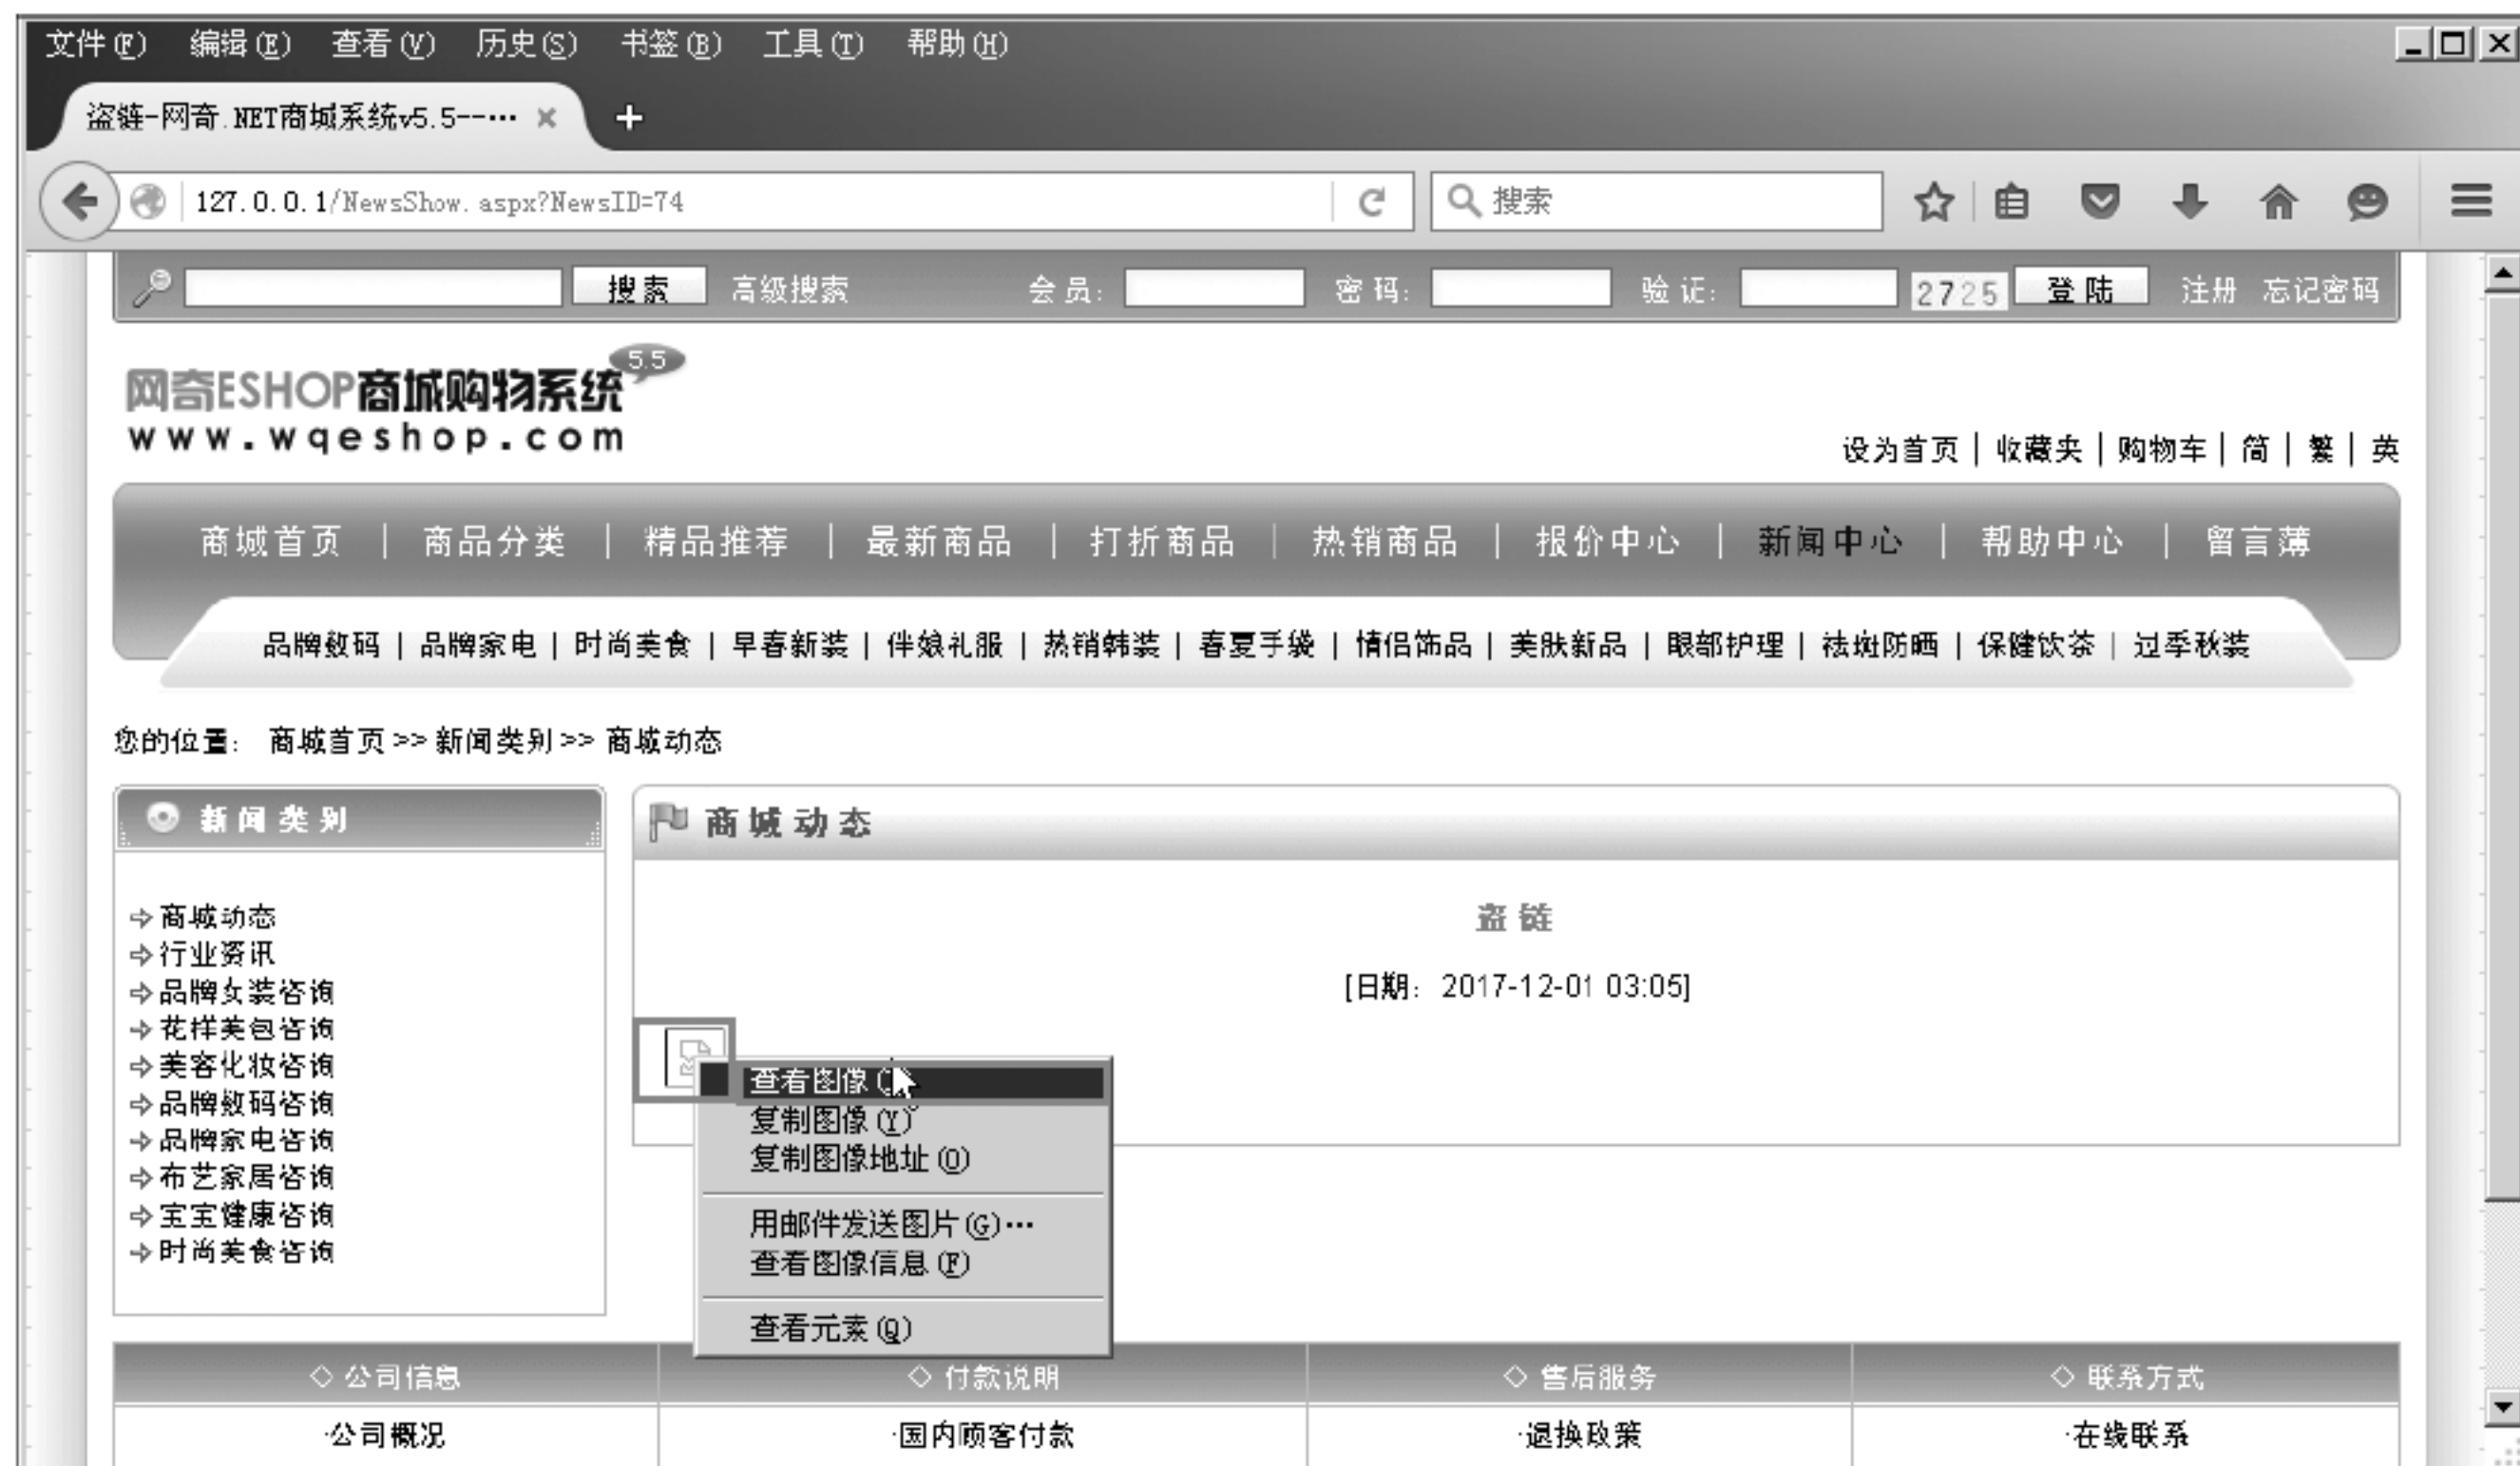 文件(F) 编辑(E) 查看(V) 历史(S) 书签(B) 工具(T) 帮助(H)
盗链-网奇.NET商城系统v5.5--…
127.0.0.1/NewsShow.aspx?NewsID=74 搜索
搜索 高级搜索 会员: 密码: 验证: 2725 登陆 注册 忘记密码
5.5
网奇ESHOP商城购物系统
www.wqeshop.com
设为首页 | 收藏夹 | 购物车 | 简 | 繁 | 英
商城首页 | 商品分类 | 精品推荐 | 最新商品 | 打折商品 | 热销商品 | 报价中心 | 新闻中心 | 帮助中心 | 留言薄
品牌数码 | 品牌家电 | 时尚美食 | 早春新装 | 伴娘礼服 | 热销韩装 | 春夏手袋 | 情侣饰品 | 美肤新品 | 眼部护理 | 祛斑防晒 | 保健饮茶 | 过季秋装
您的位置: 商城首页 >> 新闻类别 >> 商城动态
新闻类别
商城动态
行业资讯
品牌女装咨询
花样美包咨询
美容化妆咨询
品牌数码咨询
品牌家电咨询
布艺家居咨询
宝宝健康咨询
时尚美食咨询
商城动态
盗链
[日期: 2017-12-01 03:05]
查看图像
复制图像(Y)
复制图像地址(O)
用邮件发送图片(G)…
查看图像信息(F)
查看元素(Q)
◇ 公司信息 ◇ 付款说明 ◇ 售后服务 ◇ 联系方式
·公司概况 ·国内顾客付款 ·退换政策 ·在线联系